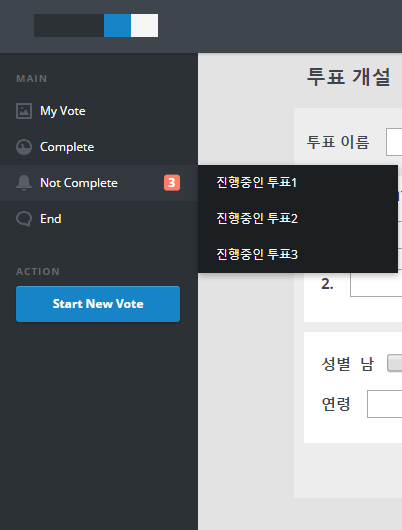 MAIN
My Vote
Complete
Not Complete 3
End
ACTION
Start New Vote
진행중인 투표1
진행중인 투표2
진행중인 투표3
투표 개설
투표 이름
2.
성별 남
연령